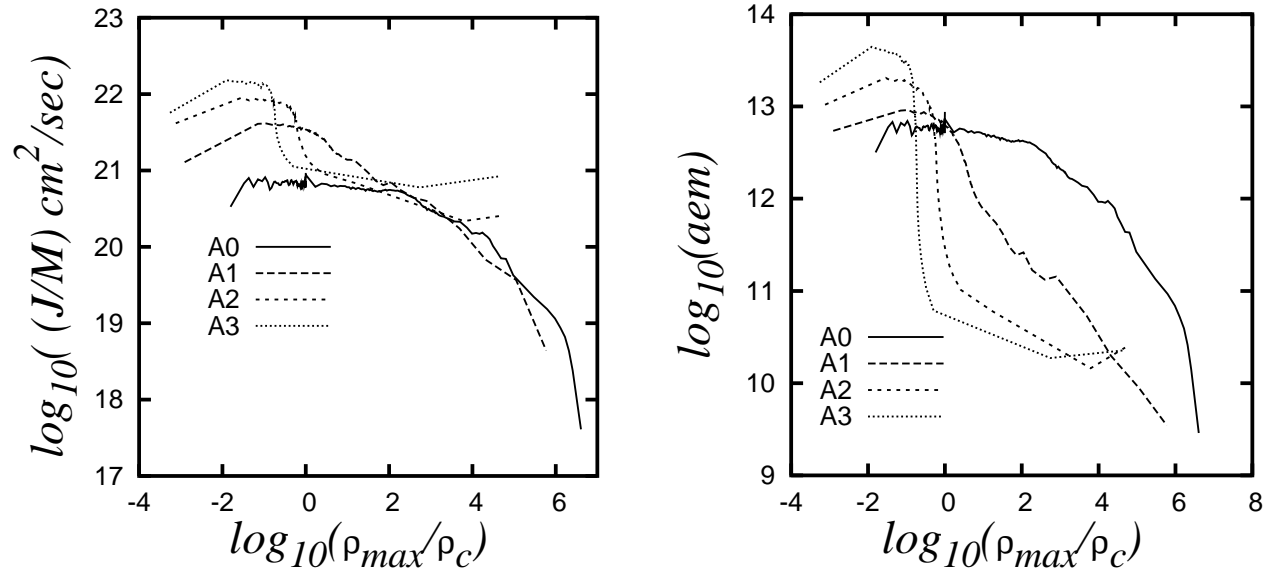 log10( (J/M) cm2/sec)
23
22
21
20
19
18
17
A0
A1
A2
A3
-4 -2 0 2 4 6
log10(ρmax/ρc)
log10(aem)
14
13
12
11
10
9
A0
A1
A2
A3
-4 -2 0 2 4 6 8
log10(ρmax/ρc)